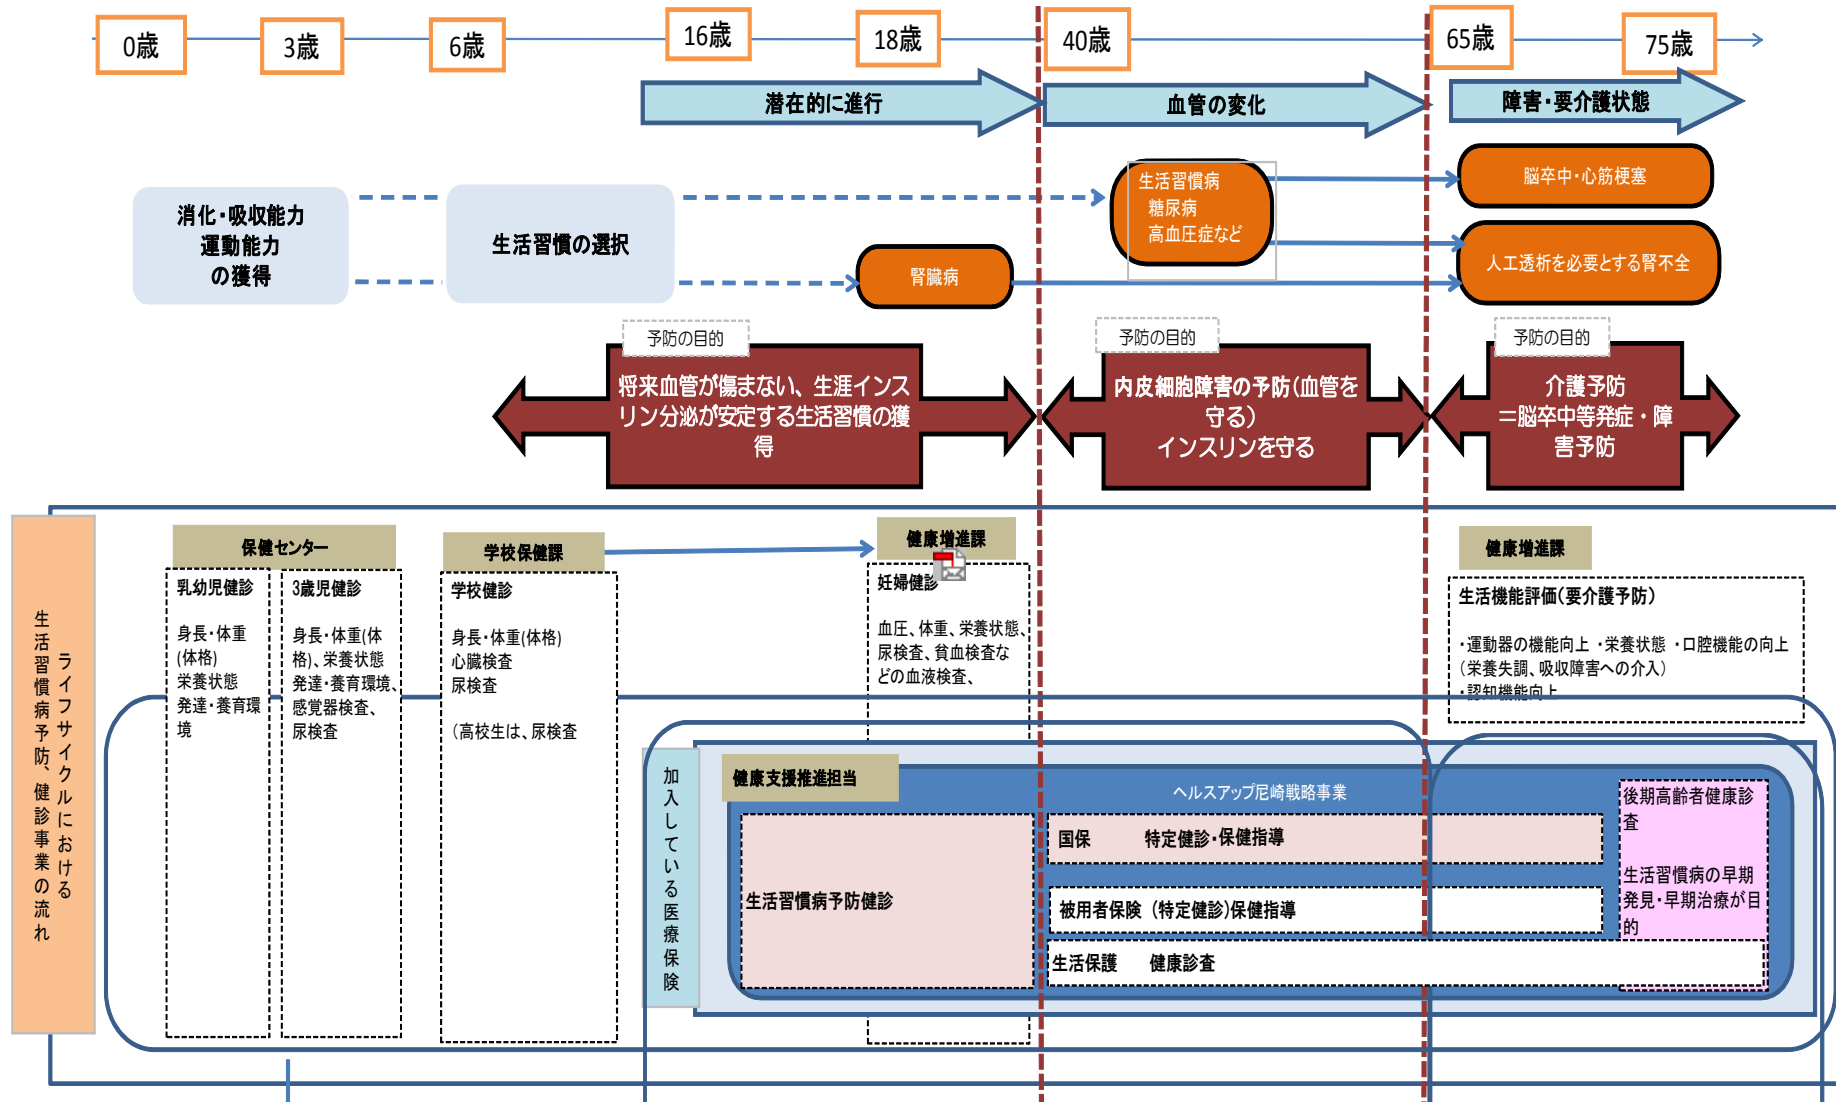 0歳
3歳
6歳
16歳
18歳
40歳
65歳
75歳
潜在的に進行
血管の変化
障害・要介護状態
消化・吸収能力
運動能力
の獲得
生活習慣の選択
腎臓病
生活習慣病
糖尿病
高血圧症など
脳卒中・心筋梗塞
人工透析を必要とする腎不全
予防の目的
将来血管が傷まない、生涯インス
リン分泌が安定する生活習慣の獲
得
予防の目的
内皮細胞障害の予防(血管を
守る)
インスリンを守る
予防の目的
介護予防
＝脳卒中等発症・障
害予防
ライフサイクルにおける
生活習慣病予防、健診事業の流れ
保健センター
乳幼児健診
身長・体重
(体格)
栄養状態
発達・養育環
境
3歳児健診
身長・体重(体
格)、栄養状態
発達・養育環境、
感覚器検査、
尿検査
学校保健課
学校健診
身長・体重(体格)
心臓検査
尿検査
(高校生は、尿検査
健康増進課
妊婦健診
血圧、体重、栄養状態、
尿検査、貧血検査な
どの血液検査、
健康増進課
生活機能評価(要介護予防)
・運動器の機能向上 ・栄養状態 ・口腔機能の向上
(栄養失調、吸収障害への介入)
・認知機能向上
加入している医療保険
健康支援推進担当
ヘルスアップ尼崎戦略事業
生活習慣病予防健診
国保 特定健診・保健指導
被用者保険 (特定健診)保健指導
生活保護 健康診査
後期高齢者健康診
査
生活習慣病の早期
発見・早期治療が目
的